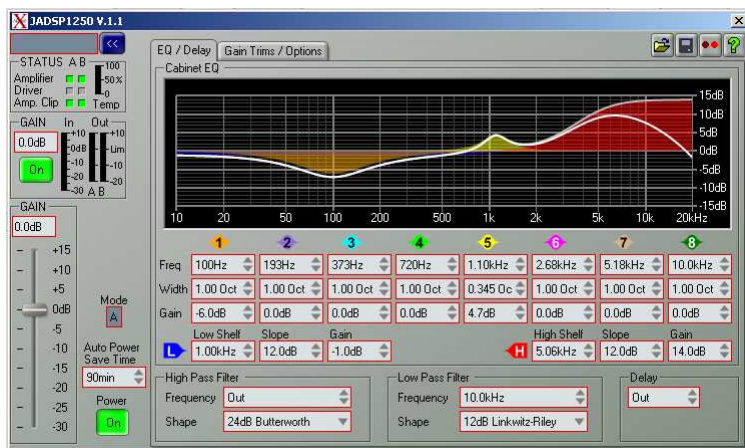 JADSP1250 V.1.1
<<
EQ / Delay Gain Trims / Options
STATUS A B
Amplifier
Driver
Amp. Clip
100
50%
0
Temp
Cabinet EQ
15dB
10dB
5dB
0dB
-5dB
-10dB
-15dB
10 20 50 100 200 500 1k 2k 5k 10k 20kHz
GAIN In Out
0.0dB
On
+10
0dB
-10
-20
-30
+10
Lim
-10
-20
A B
GAIN
0.0dB
+15
+10
+5
0dB
-5
-10
-15
-20
-25
-30
Mode
A
Auto Power
Save Time
90min
Power
On
1 2 3 4 5 6 7 8
Freq 100Hz 193Hz 373Hz 720Hz 1.10kHz 2.68kHz 5.18kHz 10.0kHz
Width 1.00 Oct 1.00 Oct 1.00 Oct 1.00 Oct 0.345 Oc 1.00 Oct 1.00 Oct 1.00 Oct
Gain -6.0dB 0.0dB 0.0dB 0.0dB 4.7dB 0.0dB 0.0dB 0.0dB
Low Shelf Slope Gain High Shelf Slope Gain
L 1.00kHz 12.0dB -1.0dB H 5.06kHz 12.0dB 14.0dB
High Pass Filter
Frequency Out
Shape 24dB Butterworth
Low Pass Filter
Frequency 10.0kHz
Shape 12dB Linkwitz-Riley
Delay
Out